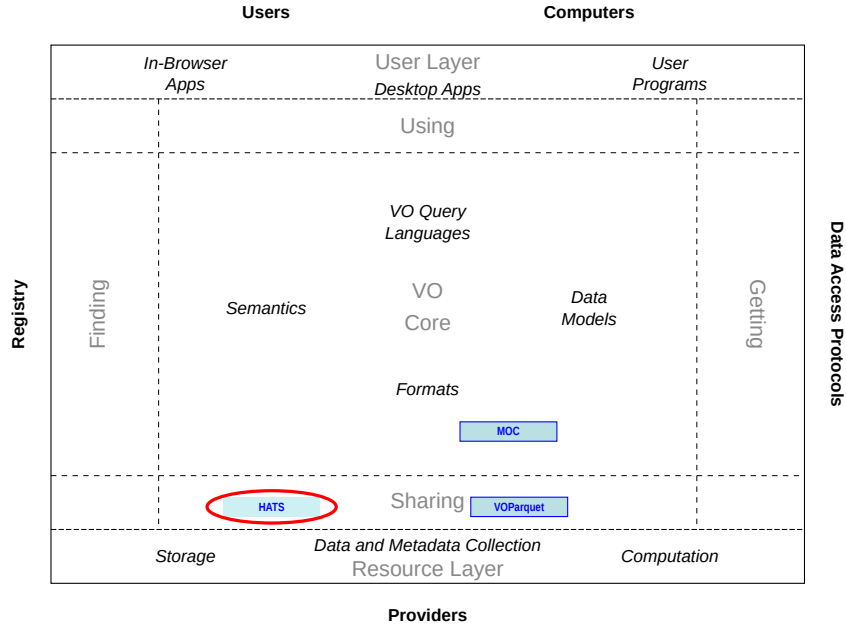 Users
Computers
In-Browser
Apps
User Layer
Desktop Apps
User
Programs
Using
VO Query
Languages
Registry
Finding
Semantics
VO
Core
Data
Models
Getting
Data Access Protocols
Formats
MOC
HATS
Sharing
VOParquet
Storage
Data and Metadata Collection
Resource Layer
Computation
Providers